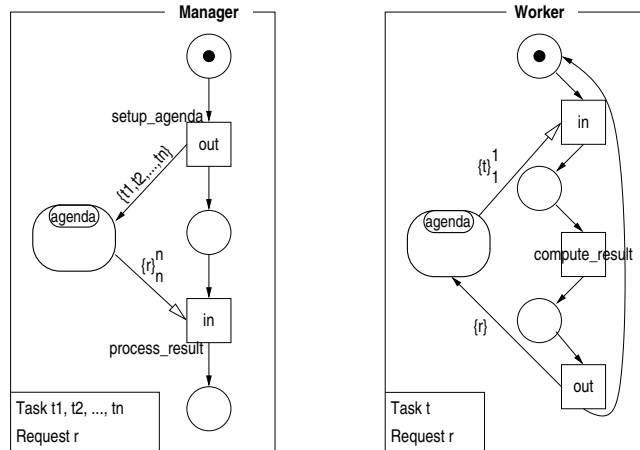 Manager
setup_agenda
out
{t1,t2,...,tn}
agenda
{r}n n
in
process_result
Task t1, t2, ..., tn
Request r
Worker
in
{t}1 1
agenda
compute_result
{r}
out
Task t
Request r